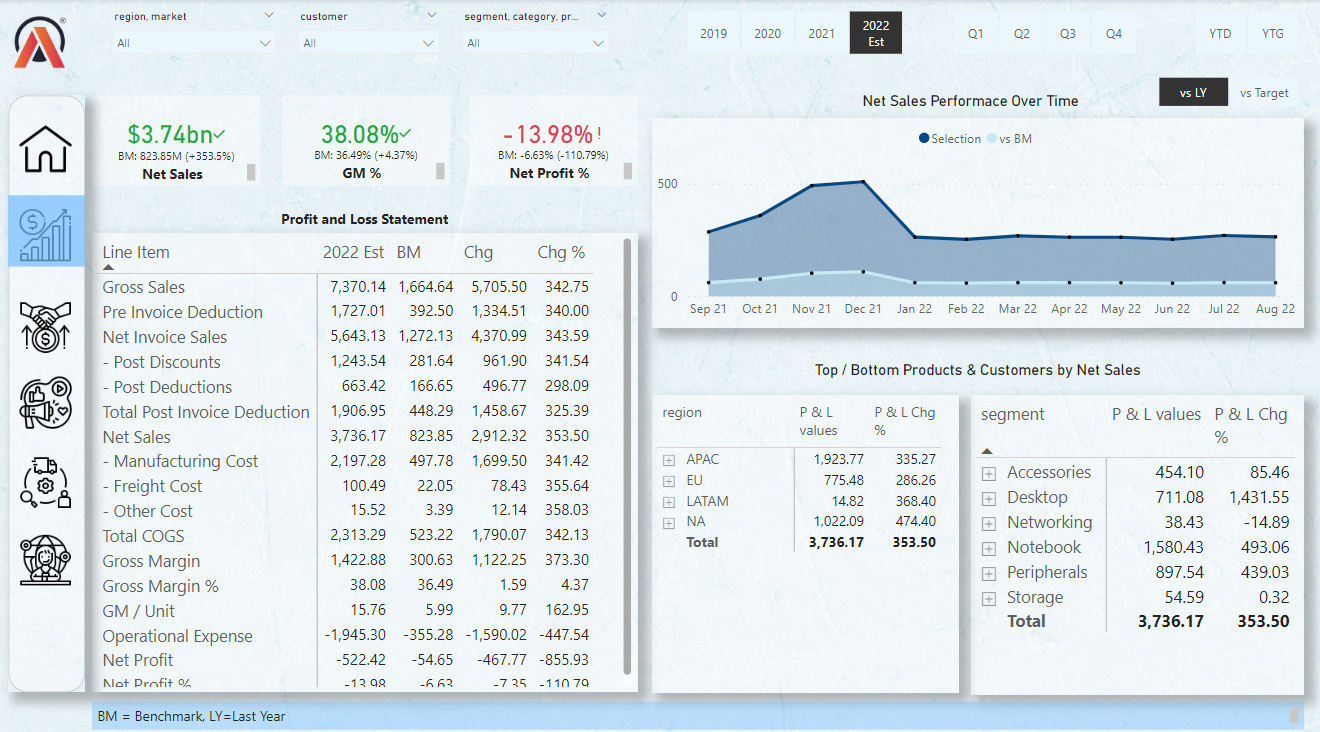 region, market
customer
segment, category, pr...
All
All
All
2019
2020
2021
2022
Est
Q1
Q2
Q3
Q4
YTD
YTG
vs LY
vs Target
$3.74bn
BM: 823.85M (+353.5%)
Net Sales
38.08%
BM: 36.49% (+4.37%)
GM %
-13.98% !
BM: -6.63% (-110.79%)
Net Profit %
Net Sales Performace Over Time
Selection vs BM
500
0
Sep 21 Oct 21 Nov 21 Dec 21 Jan 22 Feb 22 Mar 22 Apr 22 May 22 Jun 22 Jul 22 Aug 22
Profit and Loss Statement
Line Item 2022 Est BM Chg Chg %
Gross Sales 7,370.14 1,664.64 5,705.50 342.75
Pre Invoice Deduction 1,727.01 392.50 1,334.51 340.00
Net Invoice Sales 5,643.13 1,272.13 4,370.99 343.59
- Post Discounts 1,243.54 281.64 961.90 341.54
- Post Deductions 663.42 166.65 496.77 298.09
Total Post Invoice Deduction 1,906.95 448.29 1,458.67 325.39
Net Sales 3,736.17 823.85 2,912.32 353.50
- Manufacturing Cost 2,197.28 497.78 1,699.50 341.42
- Freight Cost 100.49 22.05 78.43 355.64
- Other Cost 15.52 3.39 12.14 358.03
Total COGS 2,313.29 523.22 1,790.07 342.13
Gross Margin 1,422.88 300.63 1,122.25 373.30
Gross Margin % 38.08 36.49 1.59 4.37
GM / Unit 15.76 5.99 9.77 162.95
Operational Expense -1,945.30 -355.28 -1,590.02 -447.54
Net Profit -522.42 -54.65 -467.77 -855.93
Net Profit % -13.98 -6.63 -7.35 -110.79
Top / Bottom Products & Customers by Net Sales
region P & L values P & L Chg %
APAC 1,923.77 335.27
EU 775.48 286.26
LATAM 14.82 368.40
NA 1,022.09 474.40
Total 3,736.17 353.50
segment P & L values P & L Chg %
Accessories 454.10 85.46
Desktop 711.08 1,431.55
Networking 38.43 -14.89
Notebook 1,580.43 493.06
Peripherals 897.54 439.03
Storage 54.59 0.32
Total 3,736.17 353.50
BM = Benchmark, LY=Last Year